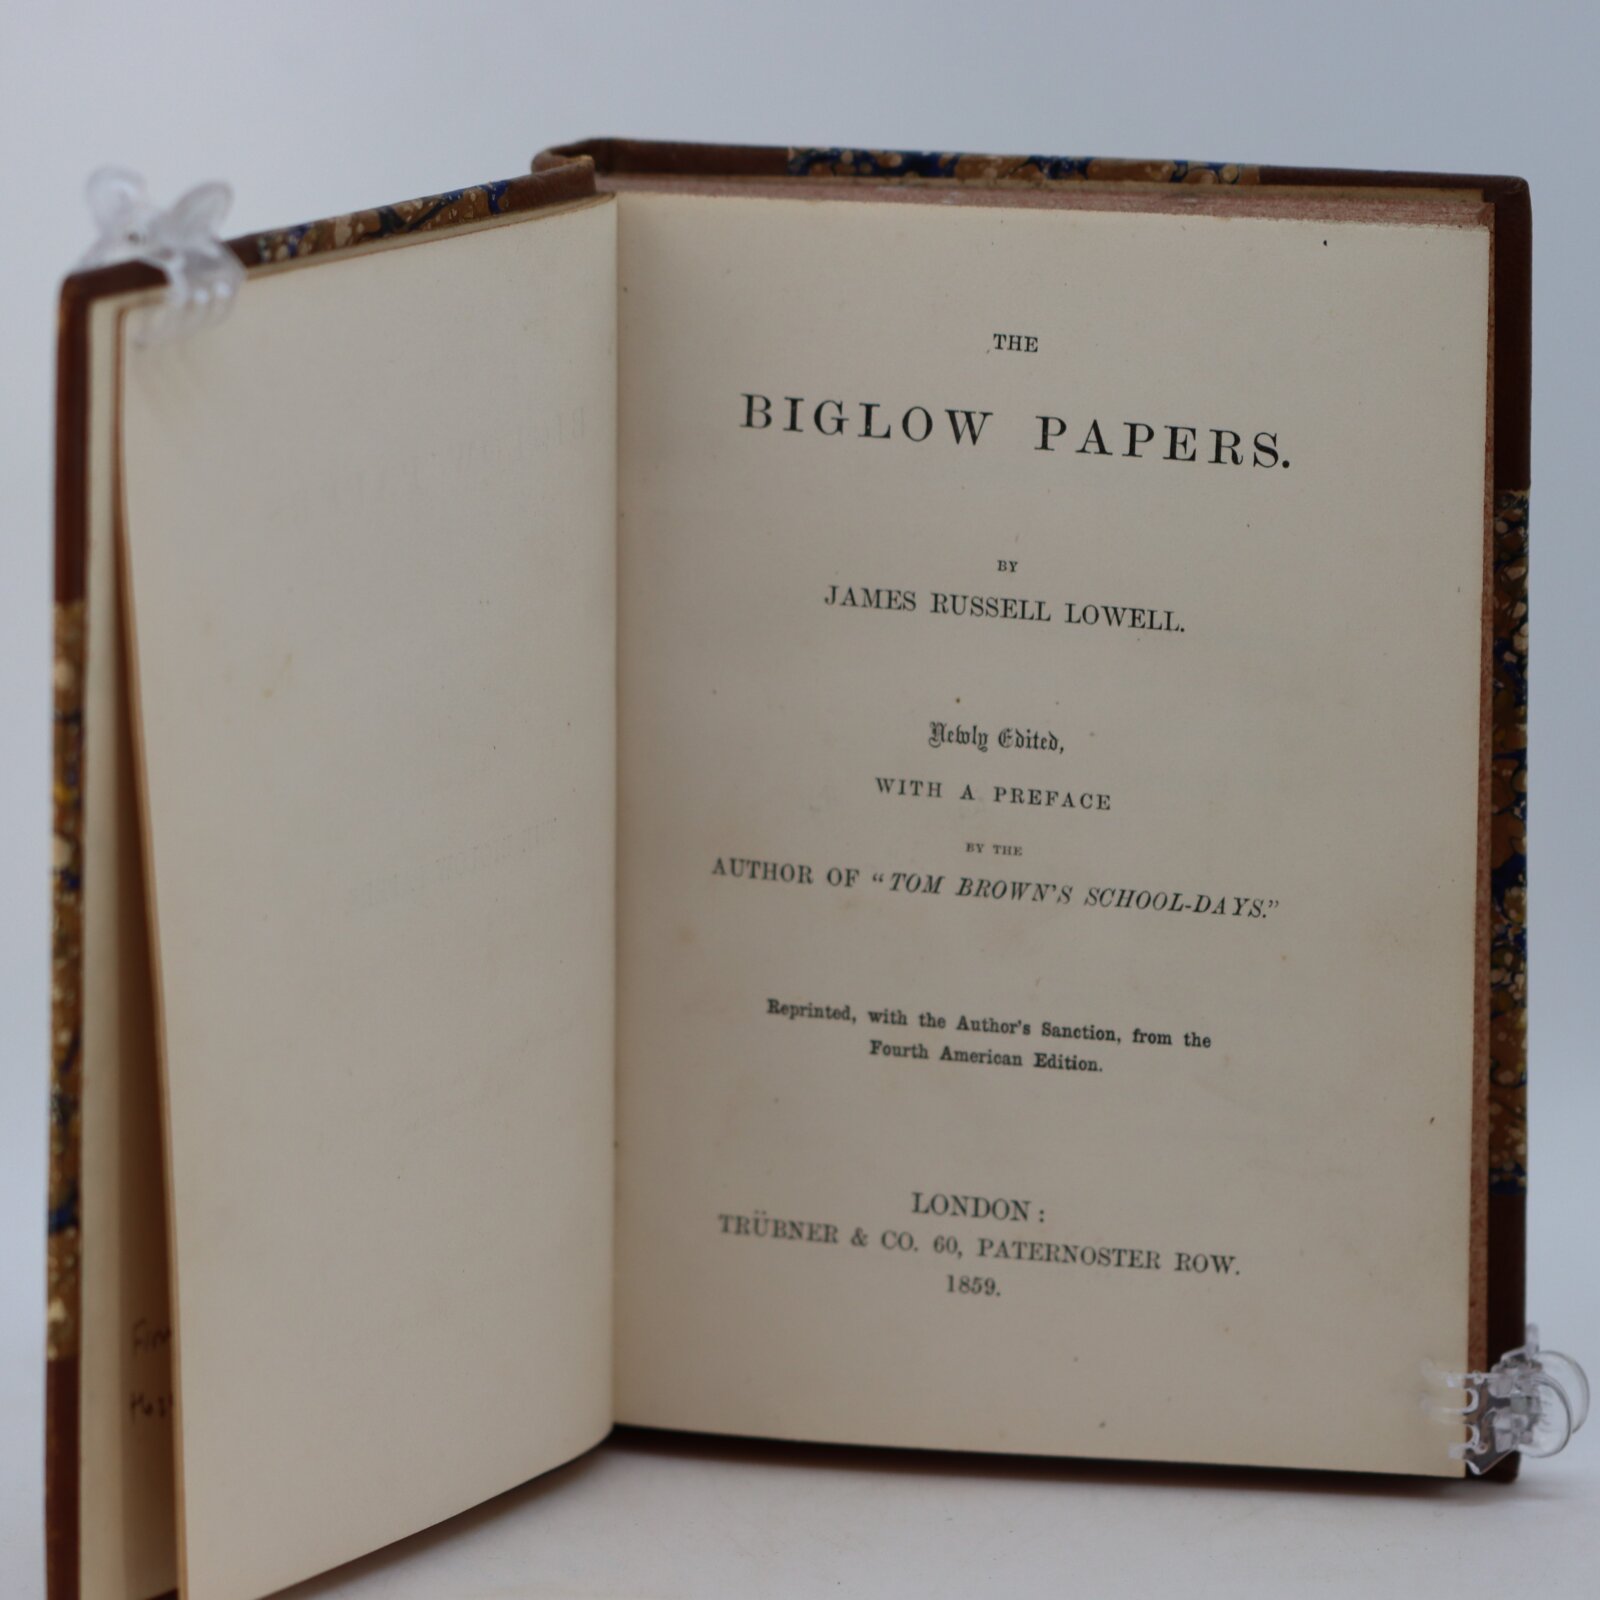 THE
BIGLOW PAPERS.
BY
JAMES RUSSELL LOWELL.
Newly Edited,
WITH A PREFACE
BY THE
AUTHOR OF “TOM BROWN'S SCHOOL-DAYS.”
Reprinted, with the Author's Sanction, from the
Fourth American Edition.
LONDON :
TRÜBNER & CO. 60, PATERNOSTER ROW.
1859.